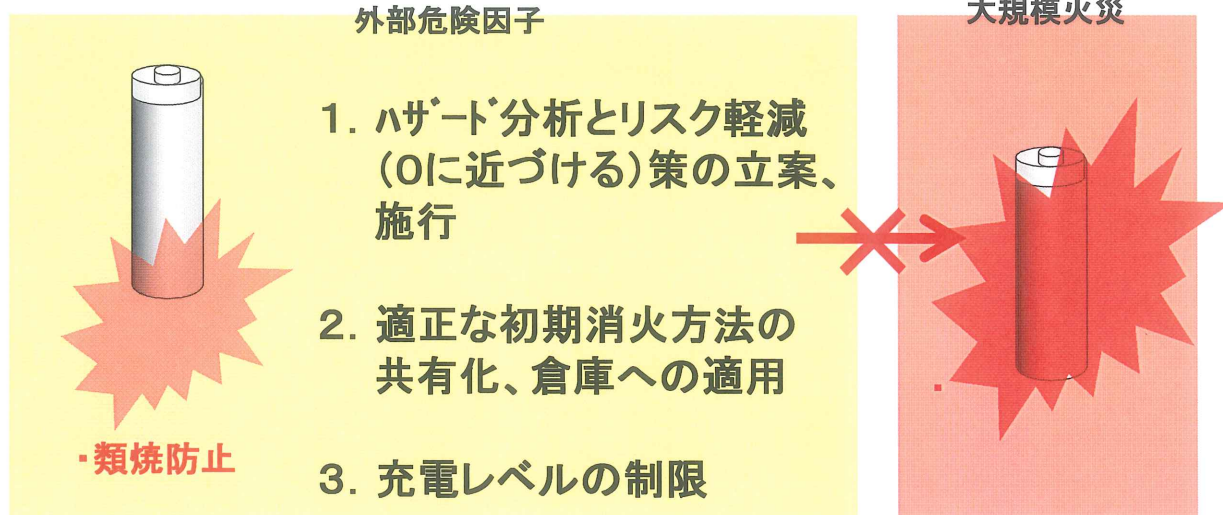 外部危険因子
大規模火災
1. ﾊｻﾞｰﾄﾞ分析とリスク軽減
(0に近づける)策の立案、
施行
2. 適正な初期消火方法の
共有化、倉庫への適用
3. 充電レベルの制限
・類焼防止
・